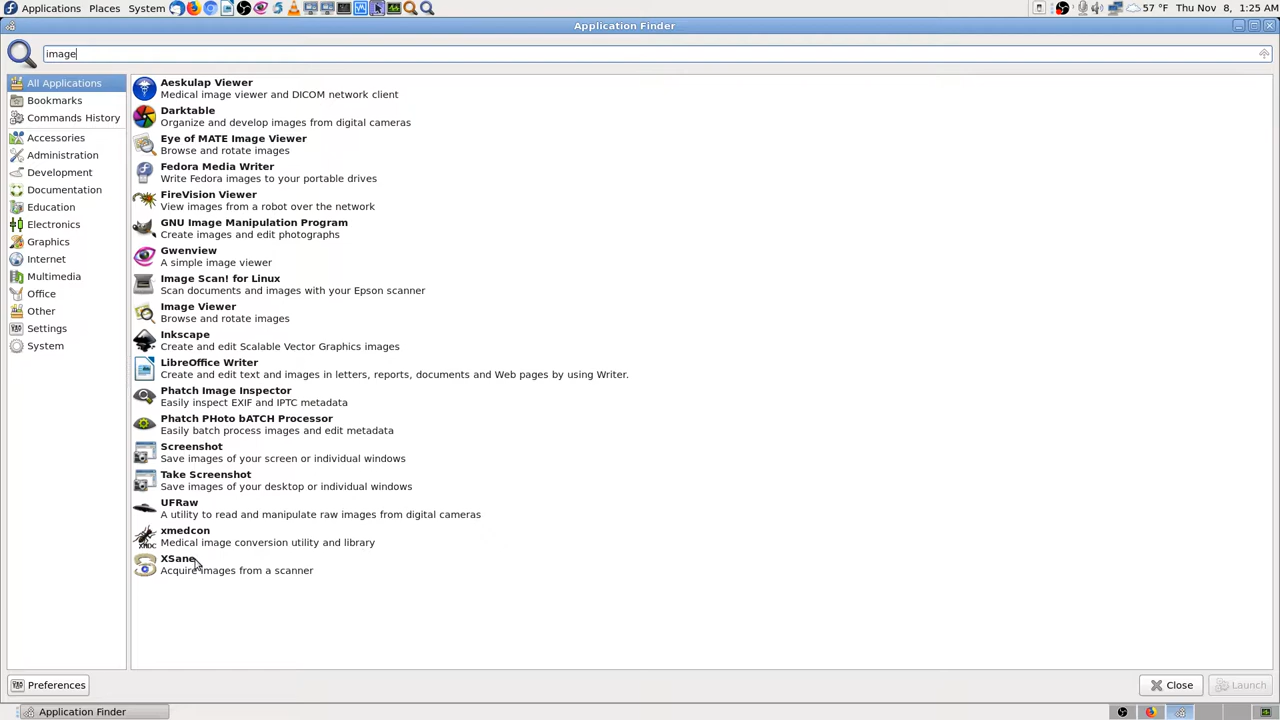 Applications Places System 57 °F Thu Nov 8, 1:25 AM
Application Finder
image
All Applications
Bookmarks
Commands History
Accessories
Administration
Development
Documentation
Education
Electronics
Graphics
Internet
Multimedia
Office
Other
Settings
System
Aeskulap Viewer
Medical image viewer and DICOM network client
Darktable
Organize and develop images from digital cameras
Eye of MATE Image Viewer
Browse and rotate images
Fedora Media Writer
Write Fedora images to your portable drives
FireVision Viewer
View images from a robot over the network
GNU Image Manipulation Program
Create images and edit photographs
Gwenview
A simple image viewer
Image Scan! for Linux
Scan documents and images with your Epson scanner
Image Viewer
Browse and rotate images
Inkscape
Create and edit Scalable Vector Graphics images
LibreOffice Writer
Create and edit text and images in letters, reports, documents and Web pages by using Writer.
Phatch Image Inspector
Easily inspect EXIF and IPTC metadata
Phatch PHoto bATCH Processor
Easily batch process images and edit metadata
Screenshot
Save images of your screen or individual windows
Take Screenshot
Save images of your desktop or individual windows
UFRaw
A utility to read and manipulate raw images from digital cameras
xmedcon
Medical image conversion utility and library
XSane
Acquire images from a scanner
Preferences
Close
Launch
Application Finder